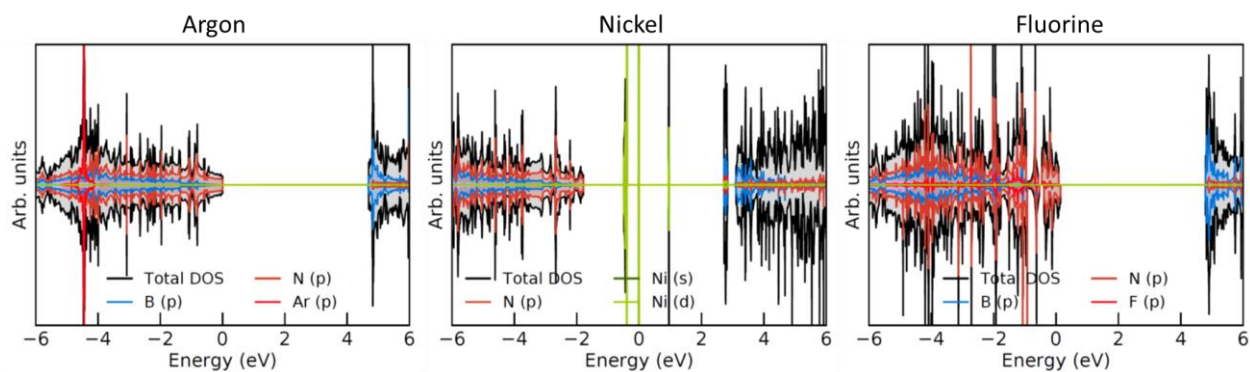 Argon
Arb. units
Total DOS
B (p)
N (p)
Ar (p)
−6 −4 −2 0 2 4 6
Energy (eV)
Nickel
Arb. units
Total DOS
N (p)
Ni (s)
Ni(d)
−6 −4 −2 0 2 4 6
Energy (eV)
Fluorine
Arb. units
Total DOS
B (p)
N (p)
F (p)
−6 −4 −2 0 2 4 6
Energy (eV)